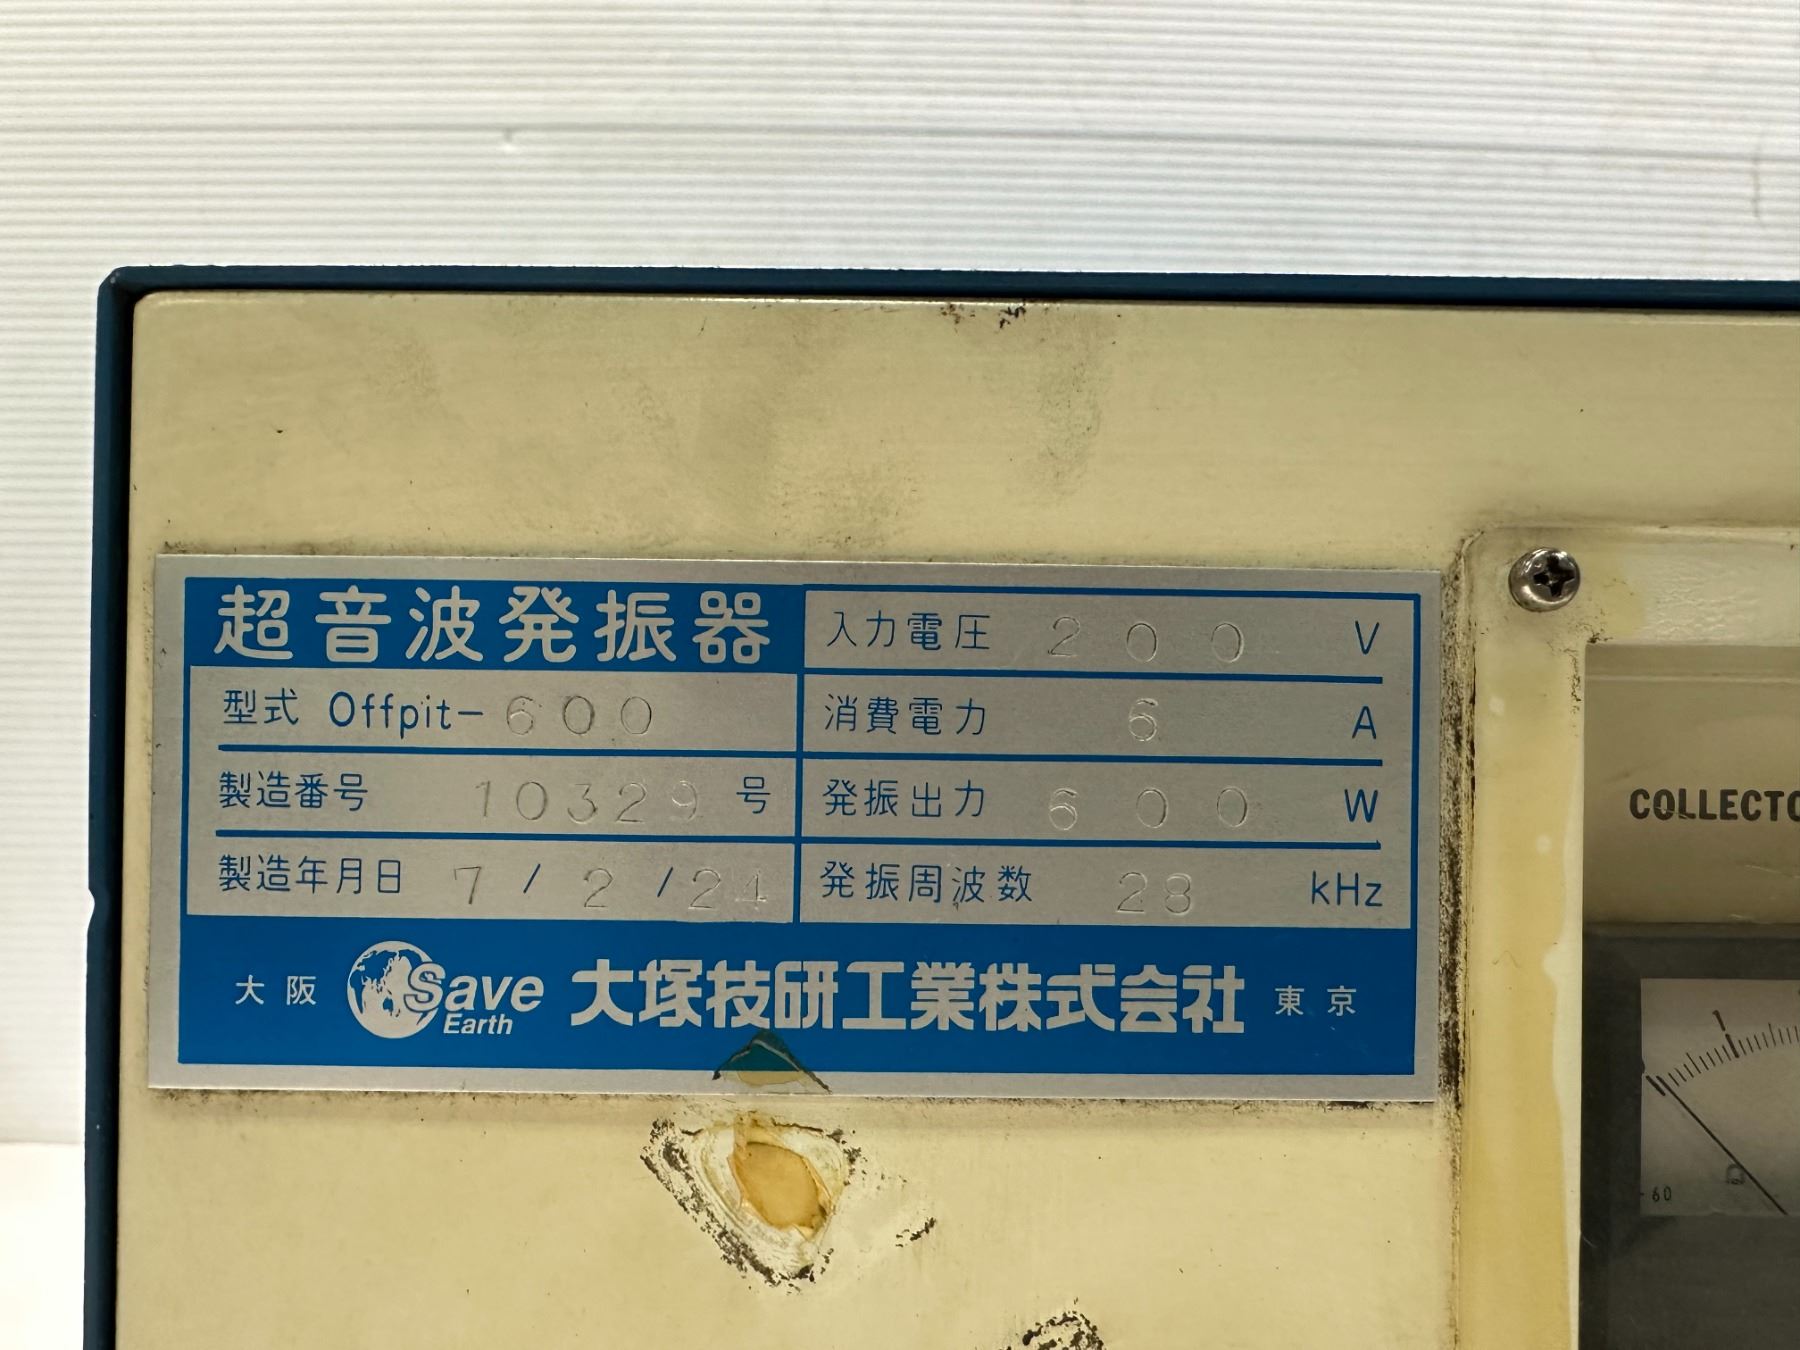 超音波発振器
型式 Offpit-600
製造番号 10329 号
製造年月日 7 / 2 / 24
入力電圧 200 V
消費電力 6 A
発振出力 600 W
発振周波数 28 kHz
大阪 Save Earth 大塚技研工業株式会社 東京
COLLECTO
1
60